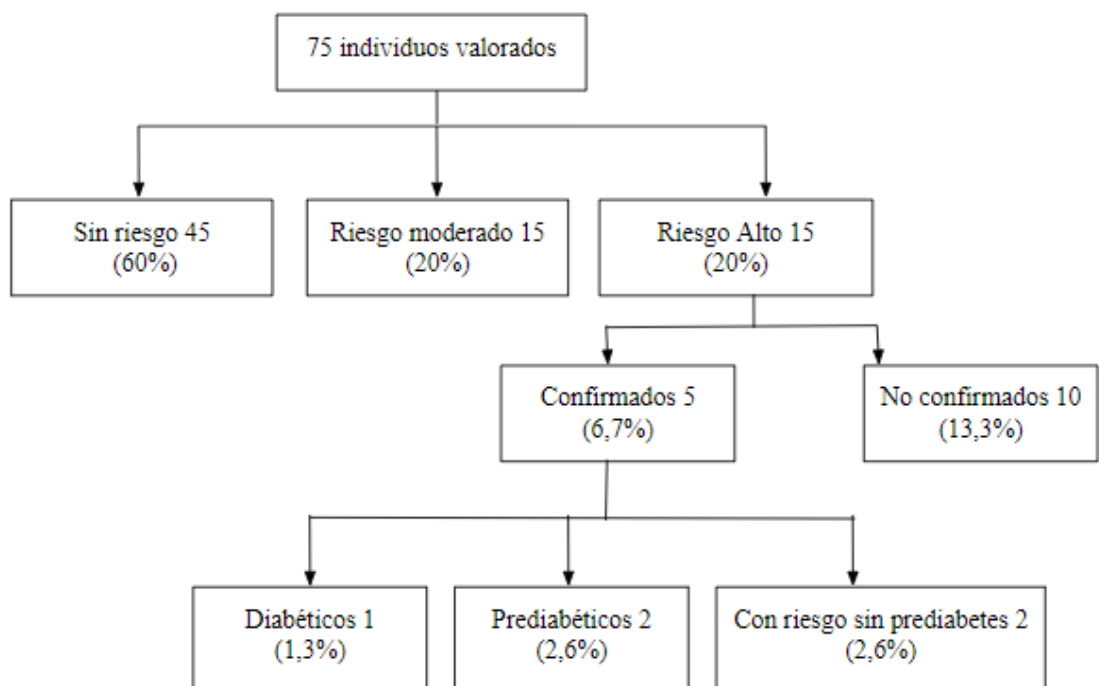 75 individuos valorados
Sin riesgo 45
(60%)
Riesgo moderado 15
(20%)
Riesgo Alto 15
(20%)
Confirmados 5
(6,7%)
No confirmados 10
(13,3%)
Diabéticos 1
(1,3%)
Prediabéticos 2
(2,6%)
Con riesgo sin prediabetes 2
(2,6%)